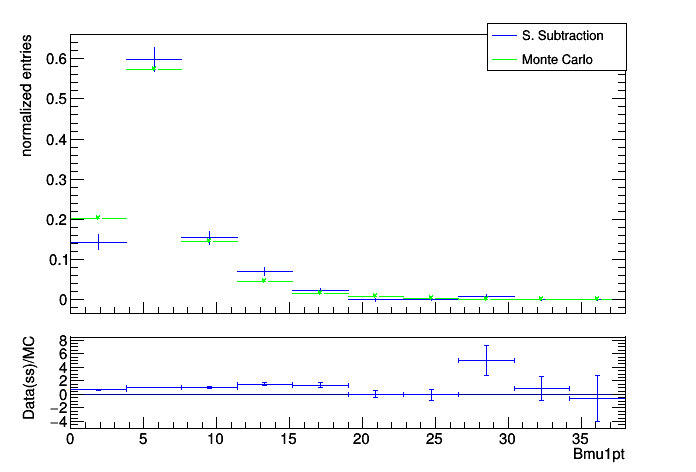 S. Subtraction
Monte Carlo
normalized entries
0.6
0.5
0.4
0.3
0.2
0.1
0
Data(ss)/MC
8
6
4
2
0
−2
−4
0 5 10 15 20 25 30 35
Bmu1pt